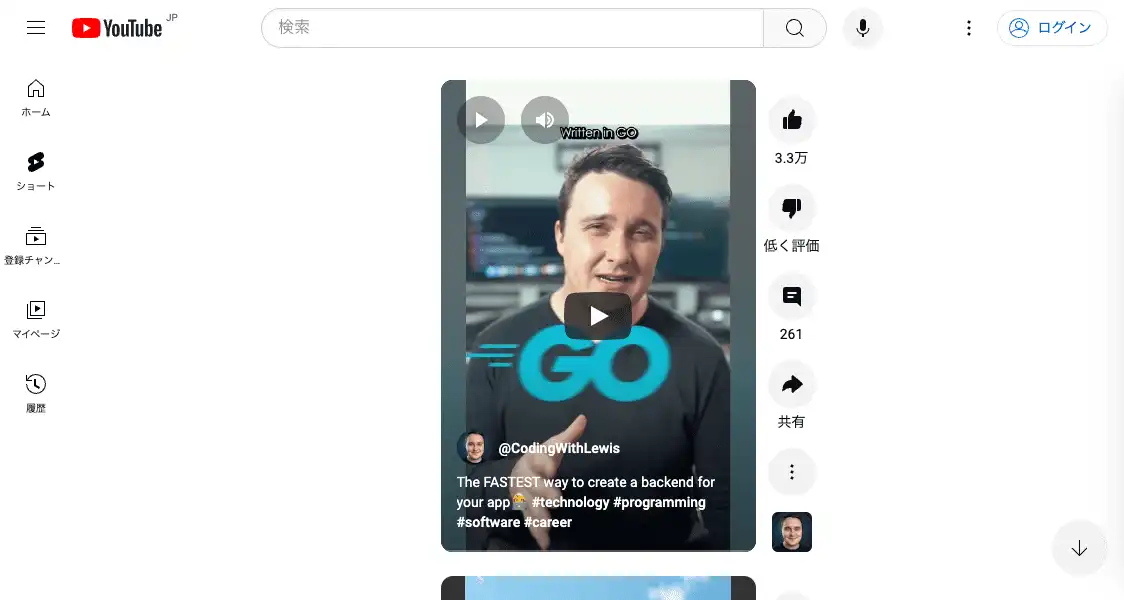 YouTube JP
検索
ログイン
ホーム
ショート
登録チャン...
マイページ
履歴
Written in GO
GO
@CodingWithLewis
The FASTEST way to create a backend for
your app👷 #technology #programming
#software #career
3.3万
低く評価
261
共有